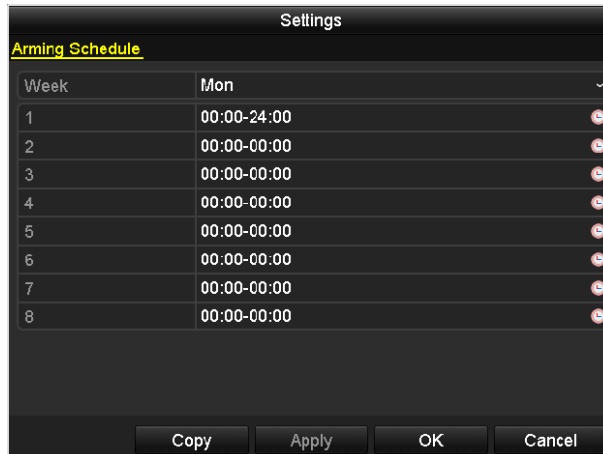 Settings
Arming Schedule
Week Mon
1 00:00-24:00
2 00:00-00:00
3 00:00-00:00
4 00:00-00:00
5 00:00-00:00
6 00:00-00:00
7 00:00-00:00
8 00:00-00:00
Copy Apply OK Cancel